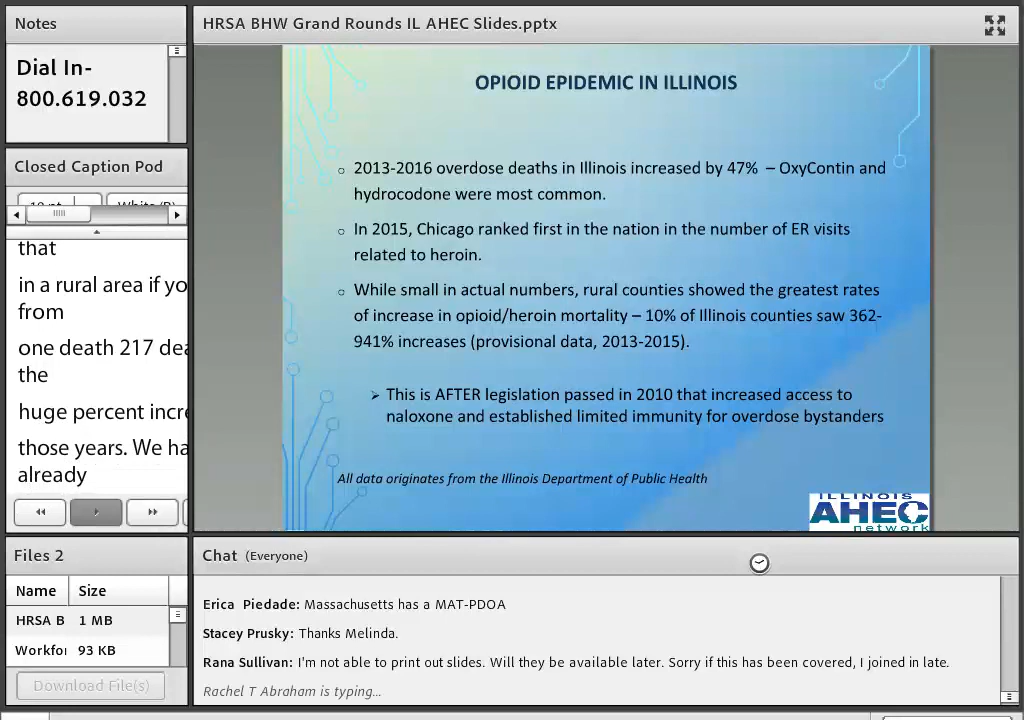 Notes
Dial In-
800.619.032
Closed Caption Pod
that
in a rural area if yo
from
one death 217 dea
the
huge percent incre
those years. We ha
already
Files 2
Name Size
HRSA B 1 MB
Workfo 93 KB
Download File(s)
HRSA BHW Grand Rounds IL AHEC Slides.pptx
OPIOID EPIDEMIC IN ILLINOIS
2013-2016 overdose deaths in Illinois increased by 47% – OxyContin and
hydrocodone were most common.
In 2015, Chicago ranked first in the nation in the number of ER visits
related to heroin.
While small in actual numbers, rural counties showed the greatest rates
of increase in opioid/heroin mortality – 10% of Illinois counties saw 362-
941% increases (provisional data, 2013-2015).
This is AFTER legislation passed in 2010 that increased access to
naloxone and established limited immunity for overdose bystanders
All data originates from the Illinois Department of Public Health
ILLINOIS
AHEC
network
Chat (Everyone)
Erica Piedade: Massachusetts has a MAT-PDOA
Stacey Prusky: Thanks Melinda.
Rana Sullivan: I'm not able to print out slides. Will they be available later. Sorry if this has been covered, I joined in late.
Rachel T Abraham is typing...